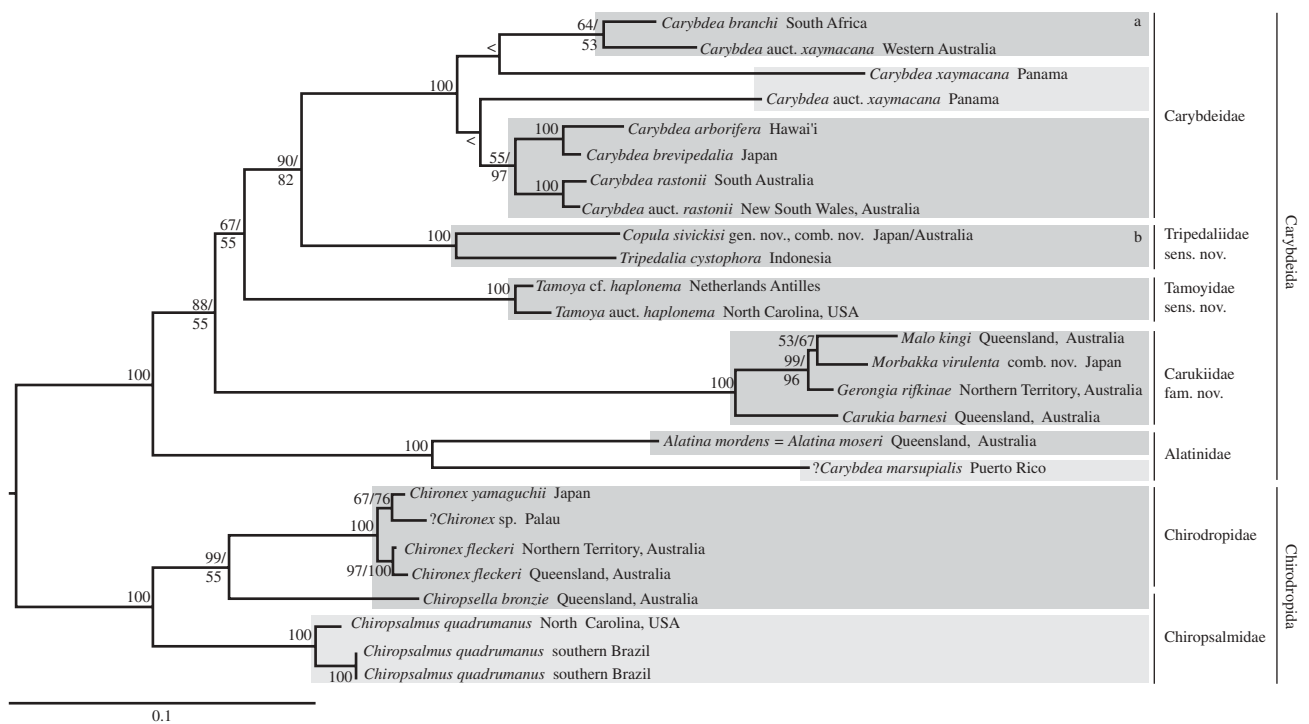 64/
53
Carybdea branchi South Africa
a
Carybdea auct. xaymacana Western Australia
<
Carybdea xaymacana Panama
100
Carybdea auct. xaymacana Panama
<
Carybdeidae
100
Carybdea arborifera Hawai'i
55/
97
Carybdea brevipedalia Japan
90/
82
100
Carybdea rastonii South Australia
Carybdea auct. rastonii New South Wales, Australia
67/
55
100
Copula sivickisi gen. nov., comb. nov. Japan/Australia
b
Tripedalia cystophora Indonesia
Tripedaliidae
sens. nov.
Carybdeida
100
Tamoya cf. haplonema Netherlands Antilles
Tamoya auct. haplonema North Carolina, USA
Tamoyidae
sens. nov.
88/
55
53/67
Malo kingi Queensland, Australia
99/
96
Morbakka virulenta comb. nov. Japan
100
Gerongia rifkinae Northern Territory, Australia
Carukia barnesi Queensland, Australia
Carukiidae
fam. nov.
100
100
Alatina mordens = Alatina moseri Queensland, Australia
?Carybdea marsupialis Puerto Rico
Alatinidae
67/76
Chironex yamaguchii Japan
?Chironex sp. Palau
100
Chironex fleckeri Northern Territory, Australia
97/100
Chironex fleckeri Queensland, Australia
Chirodropidae
99/
55
Chiropsella bronzie Queensland, Australia
Chirodropida
100
100
Chiropsalmus quadrumanus North Carolina, USA
Chiropsalmus quadrumanus southern Brazil
100
Chiropsalmus quadrumanus southern Brazil
Chiropsalmidae
0.1